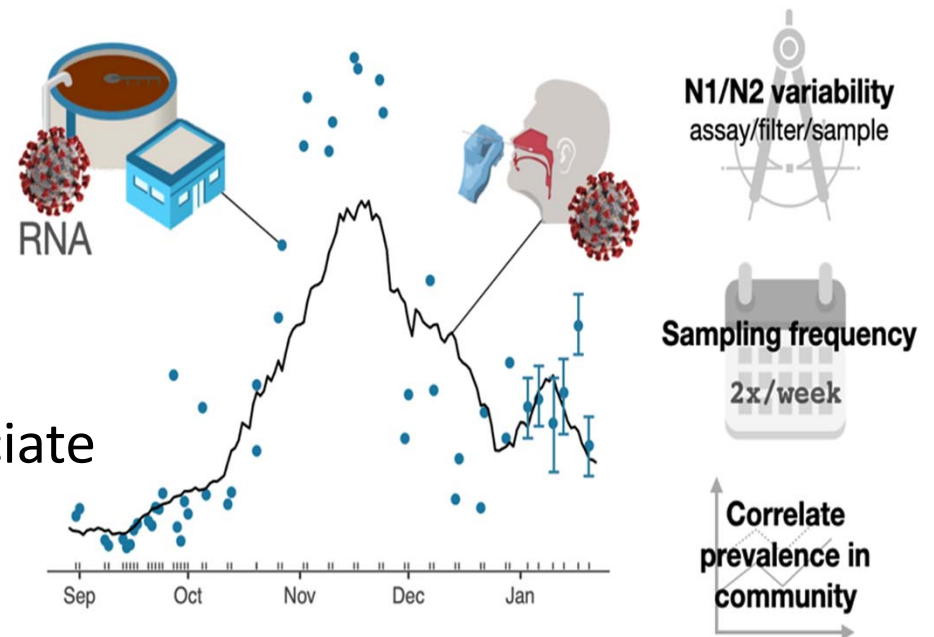 RNA
ciate
Sep Oct Nov Dec Jan
N1/N2 variability
assay/filter/sample
Sampling frequency
2x/week
Correlate
prevalence in
community